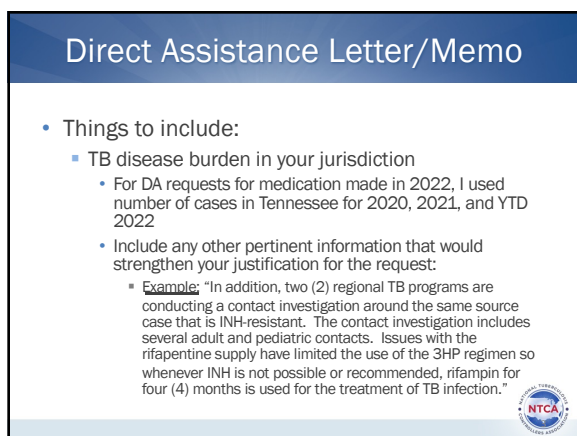 Direct Assistance Letter/Memo
• Things to include:
▪ TB disease burden in your jurisdiction
• For DA requests for medication made in 2022, I used
number of cases in Tennessee for 2020, 2021, and YTD
2022
• Include any other pertinent information that would
strengthen your justification for the request:
▪ Example: “In addition, two (2) regional TB programs are
conducting a contact investigation around the same source
case that is INH-resistant.  The contact investigation includes
several adult and pediatric contacts.  Issues with the
rifapentine supply have limited the use of the 3HP regimen so
whenever INH is not possible or recommended, rifampin for
four (4) months is used for the treatment of TB infection.”
NATIONAL TUBERCULOSIS
NTCA
CONTROLLERS ASSOCIATION